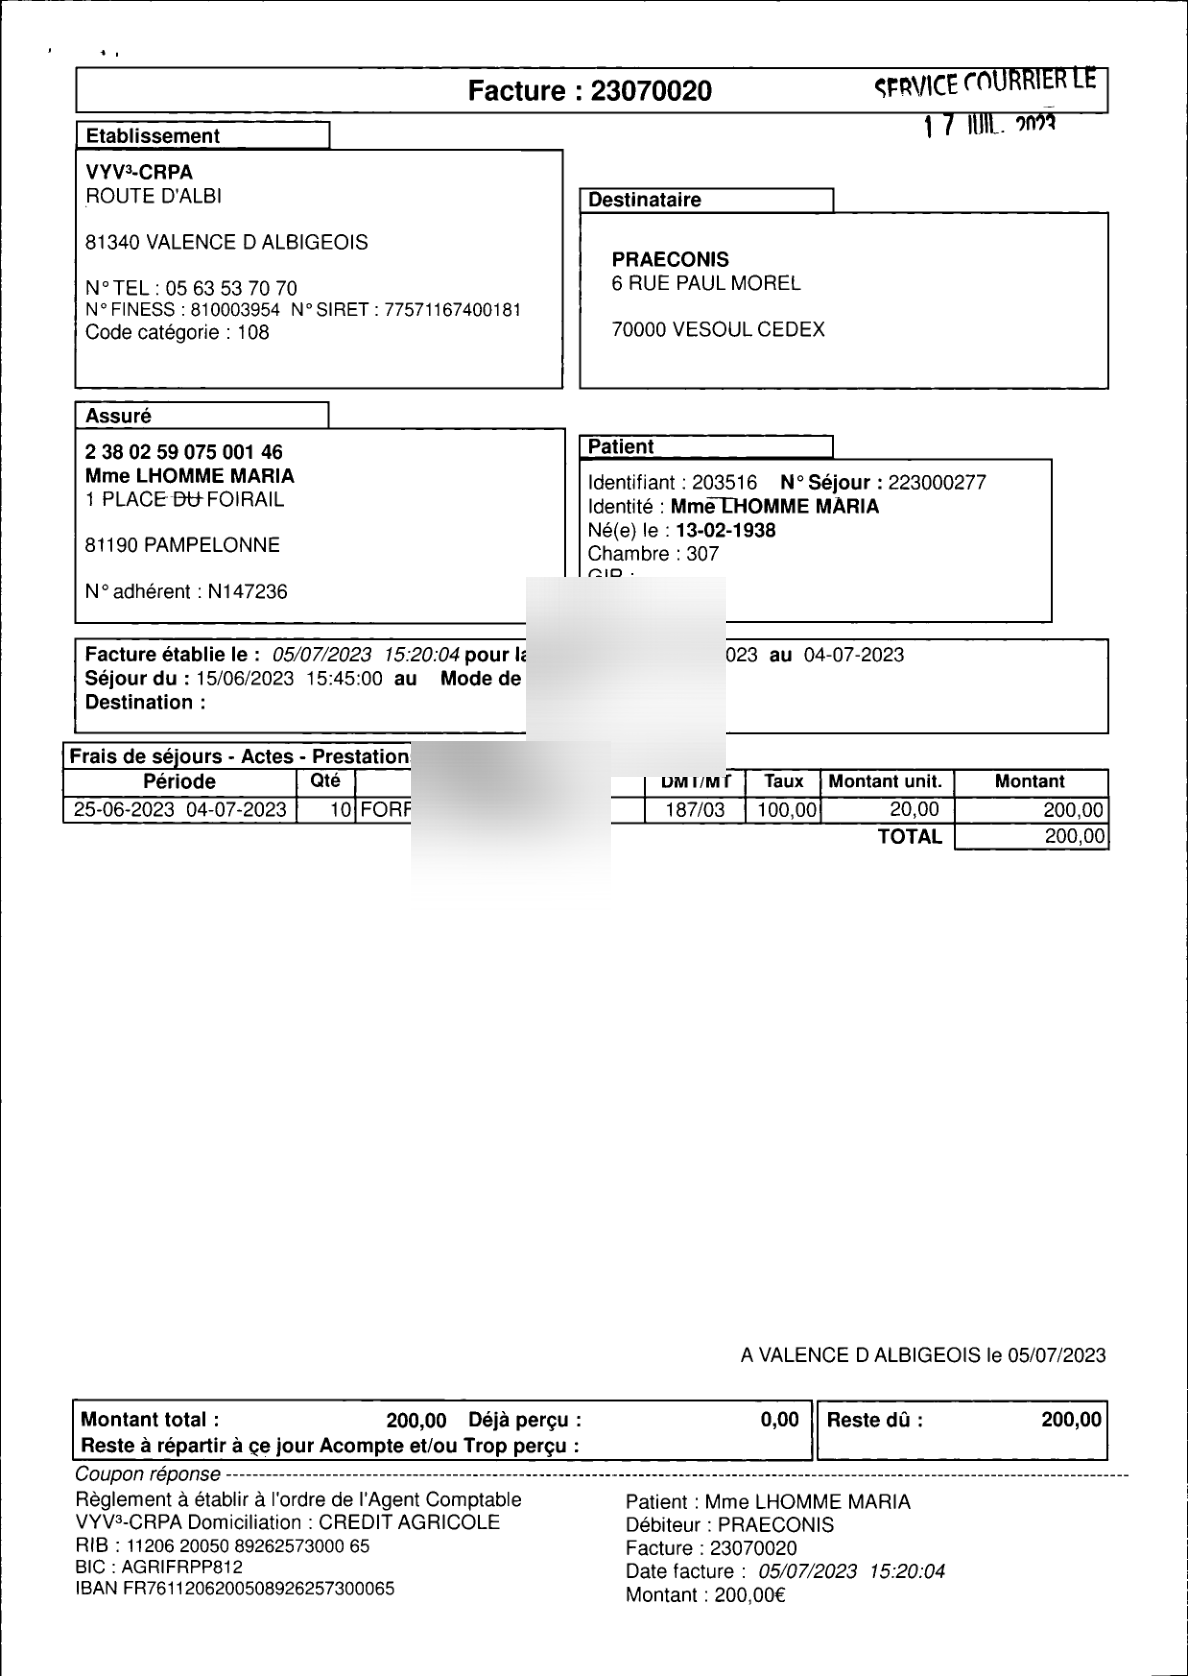 Facture : 23070020
SERVICE COURRIER LE
17 JUIL. 2023
Etablissement
VYV³-CRPA
ROUTE D'ALBI
81340 VALENCE D ALBIGEOIS
N° TEL : 05 63 53 70 70
N° FINESS : 810003954 N° SIRET : 77571167400181
Code catégorie : 108
Destinataire
PRAECONIS
6 RUE PAUL MOREL
70000 VESOUL CEDEX
Assuré
2 38 02 59 075 001 46
Mme LHOMME MARIA
1 PLACE DU FOIRAIL
81190 PAMPELONNE
N° adhérent : N147236
Patient
Identifiant : 203516 N° Séjour : 223000277
Identité : Mme LHOMME MARIA
Né(e) le : 13-02-1938
Chambre : 307
GIR :
Facture établie le : 05/07/2023 15:20:04 pour la 023 au 04-07-2023
Séjour du : 15/06/2023 15:45:00 au Mode de
Destination :
Frais de séjours - Actes - Prestation
Période Qté DMT/MT Taux Montant unit. Montant
25-06-2023 04-07-2023 10 187/03 100,00 20,00 200,00
TOTAL 200,00
A VALENCE D ALBIGEOIS le 05/07/2023
Montant total : 200,00 Déjà perçu : 0,00 Reste dû : 200,00
Reste à répartir à ce jour Acompte et/ou Trop perçu :
Coupon réponse
Règlement à établir à l'ordre de l'Agent Comptable
VYV³-CRPA Domiciliation : CREDIT AGRICOLE
RIB : 11206 20050 89262573000 65
BIC : AGRIFRPP812
IBAN FR7611206200508926257300065
Patient : Mme LHOMME MARIA
Débiteur : PRAECONIS
Facture : 23070020
Date facture : 05/07/2023 15:20:04
Montant : 200,00€